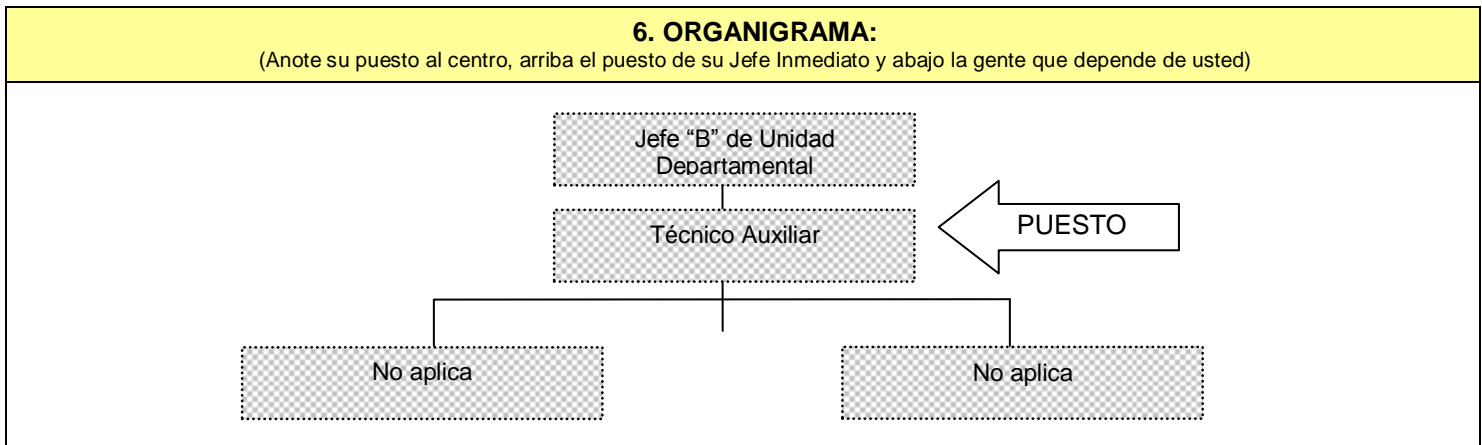 6. ORGANIGRAMA:
(Anote su puesto al centro, arriba el puesto de su Jefe Inmediato y abajo la gente que depende de usted)
Jefe “B” de Unidad
Departamental
Técnico Auxiliar
PUESTO
No aplica
No aplica